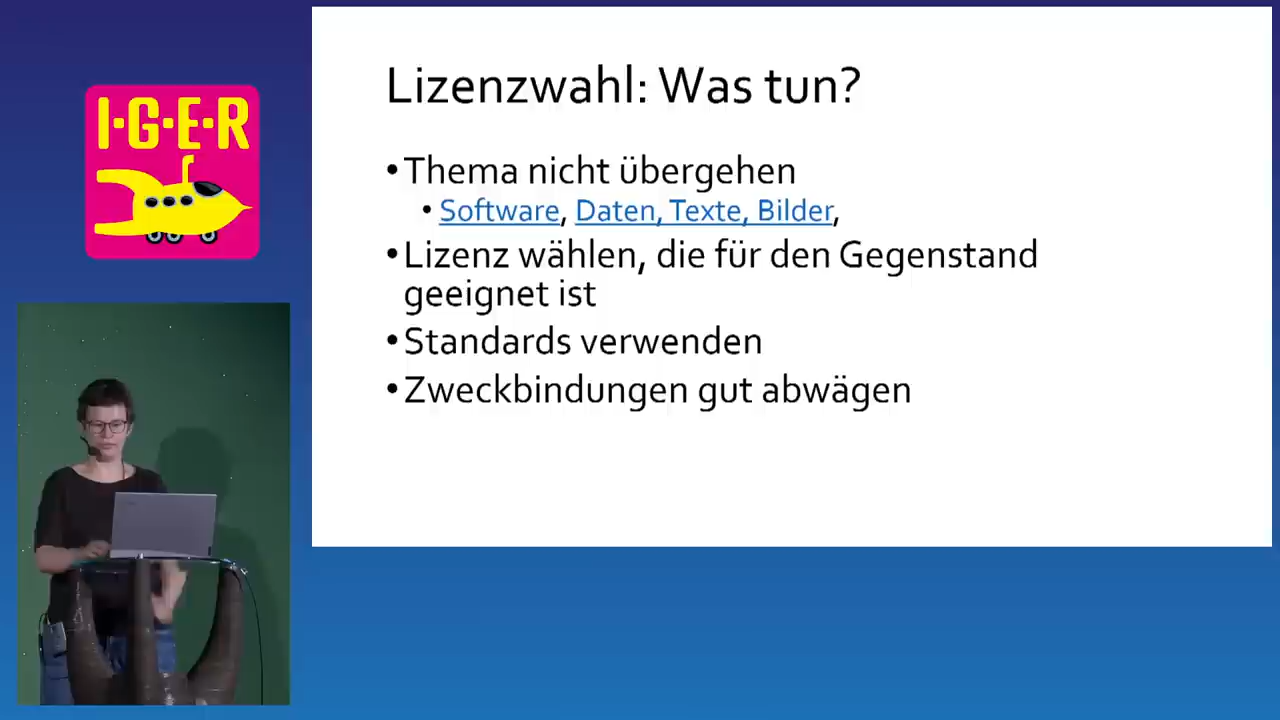 I·G·E·R
Lizenzwahl: Was tun?
•Thema nicht übergehen
•Software, Daten, Texte, Bilder,
•Lizenz wählen, die für den Gegenstand
geeignet ist
•Standards verwenden
•Zweckbindungen gut abwägen